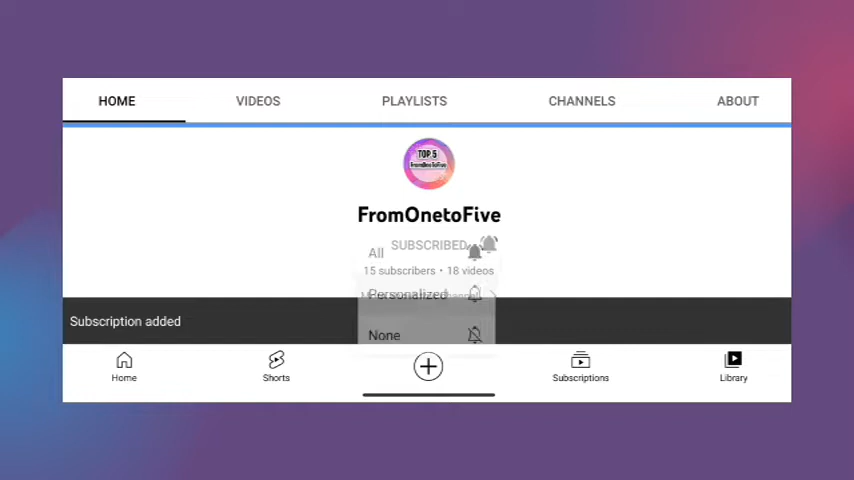 HOME VIDEOS PLAYLISTS CHANNELS ABOUT
TOP 5
FromOneToFive
FromOnetoFive
SUBSCRIBED
All
15 subscribers • 18 videos
Personalized
Subscription added
None
Home Shorts Subscriptions Library